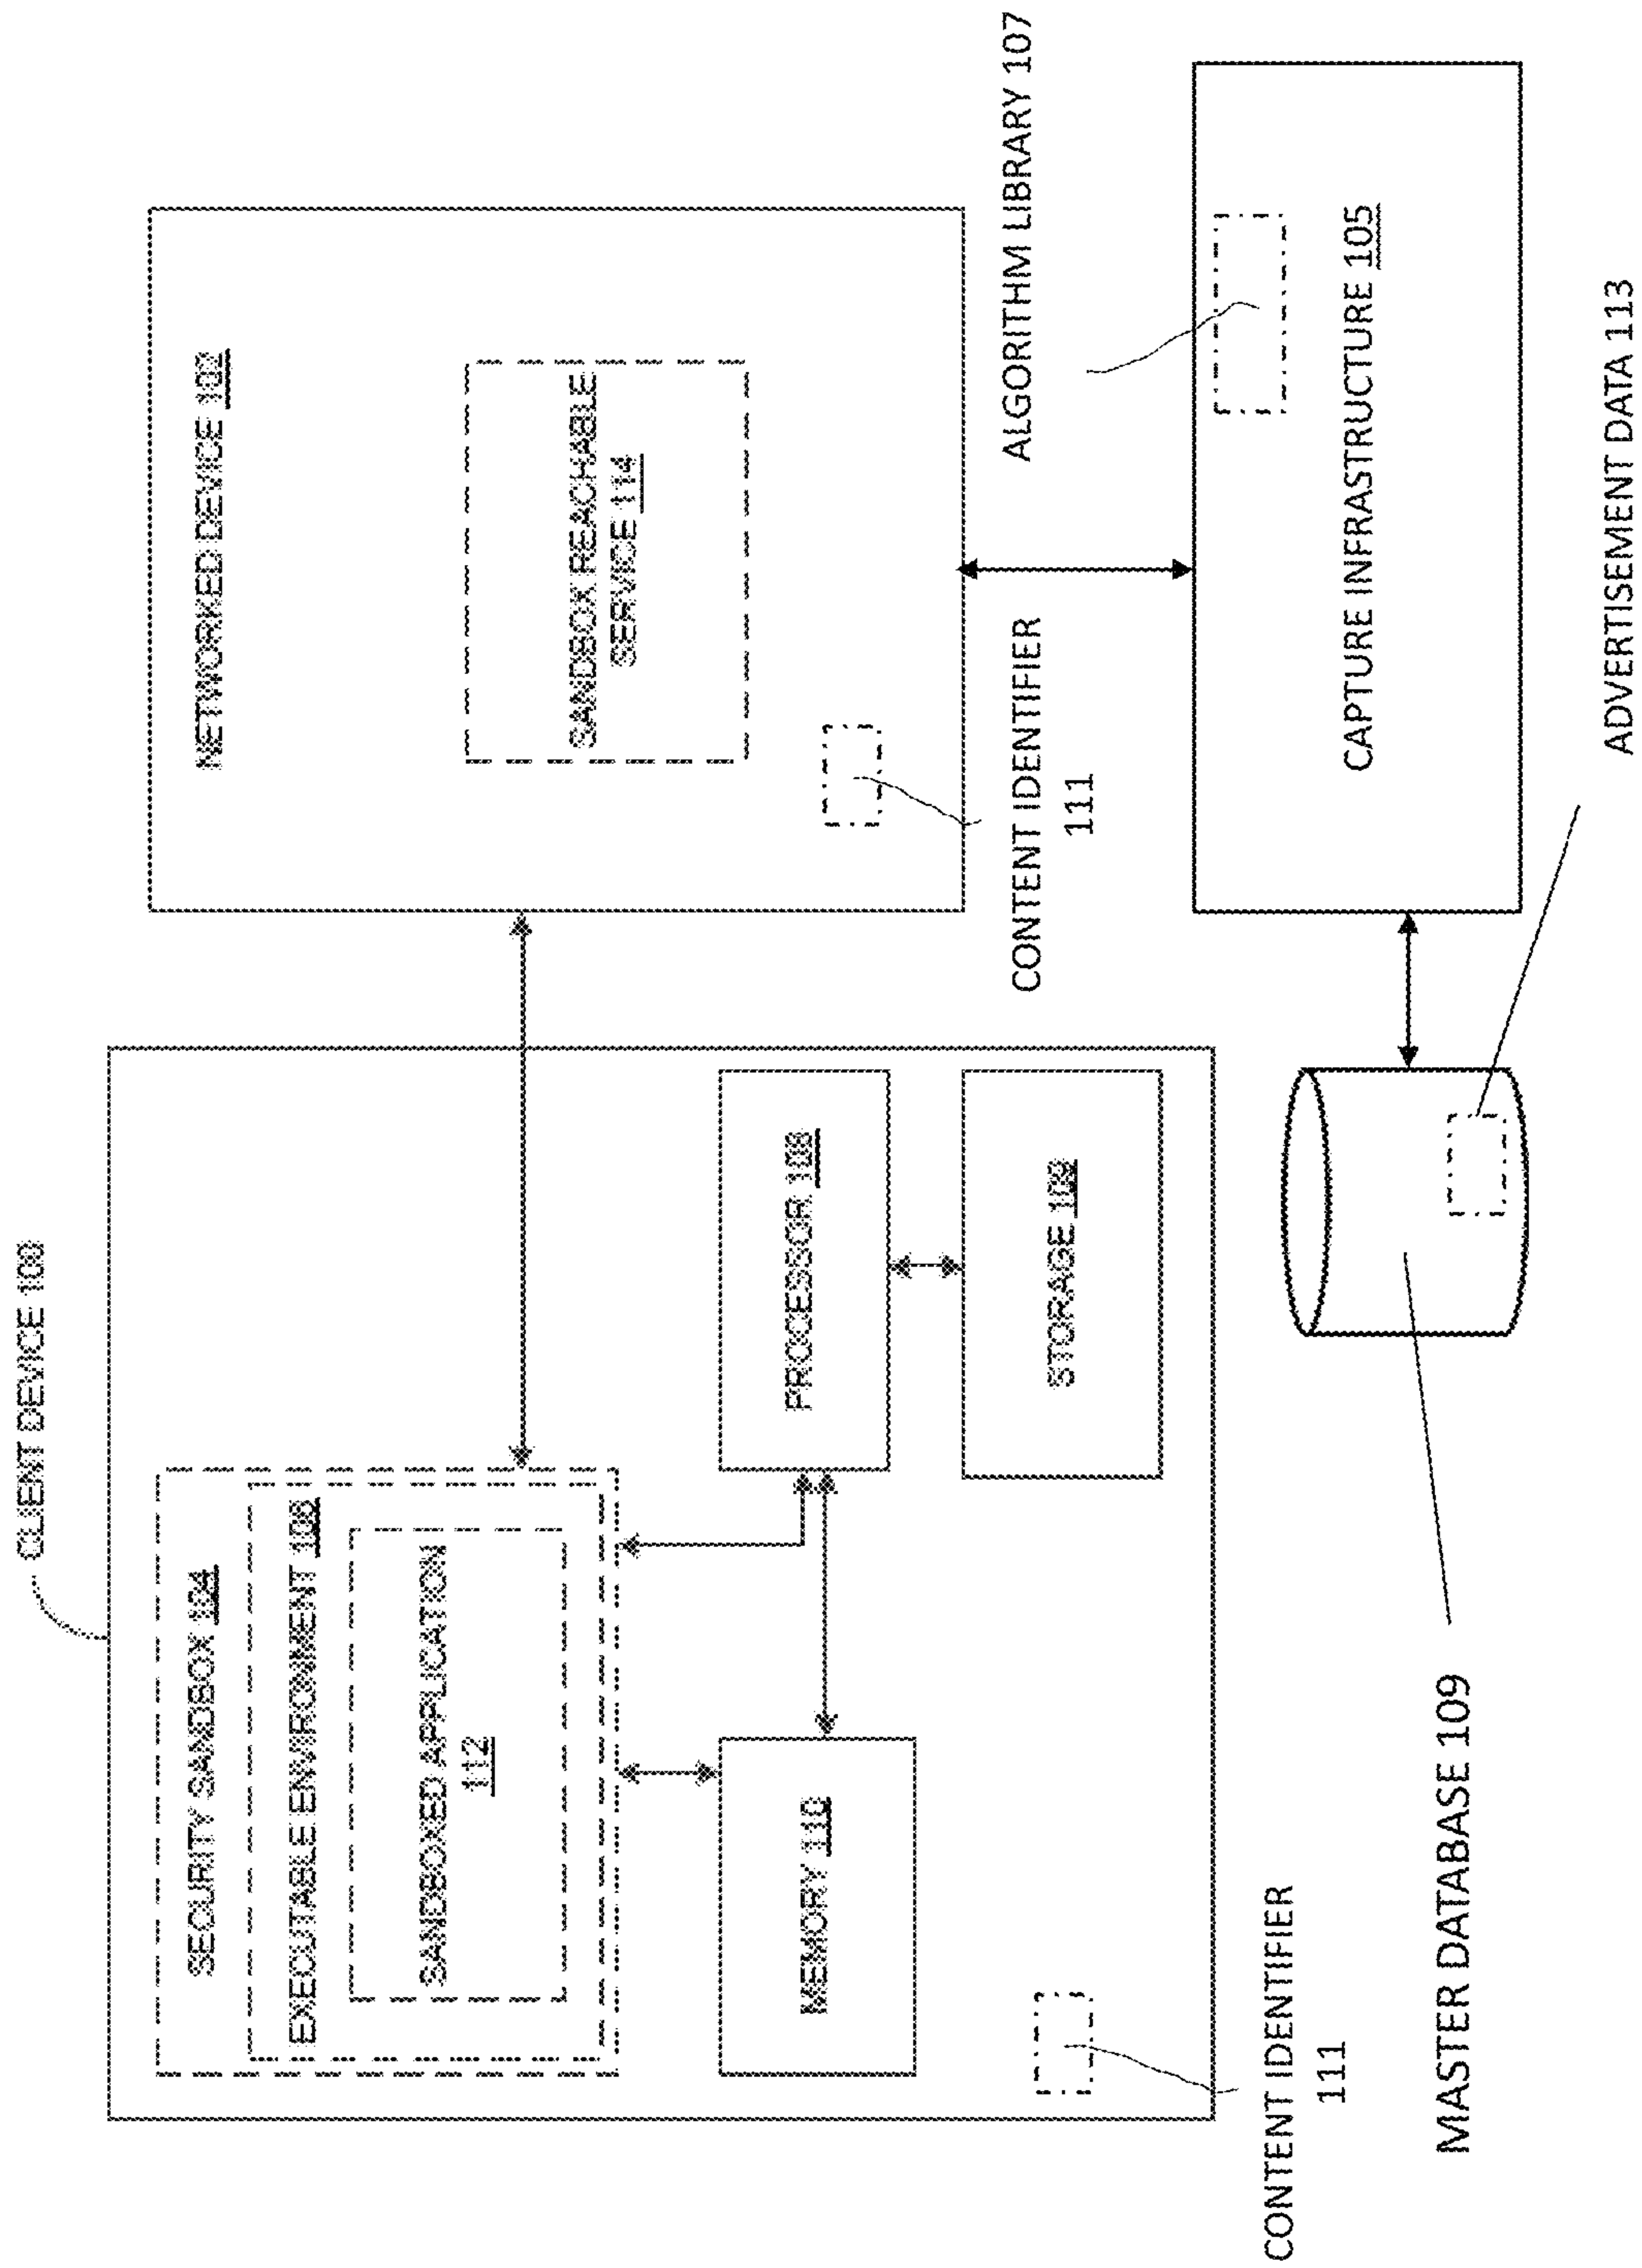 CLIENT DEVICE 100
SECURITY SANDBOX 104
EXECUTABLE ENVIRONMENT 106
SANDBOXED APPLICATION
112
MEMORY 110
PROCESSOR 108
STORAGE 109
CONTENT IDENTIFIER
111
NETWORKED DEVICE 102
SANDBOX REACHABLE
SERVICE 114
CONTENT IDENTIFIER
111
ALGORITHM LIBRARY 107
CAPTURE INFRASTRUCTURE 105
MASTER DATABASE 109
ADVERTISEMENT DATA 113